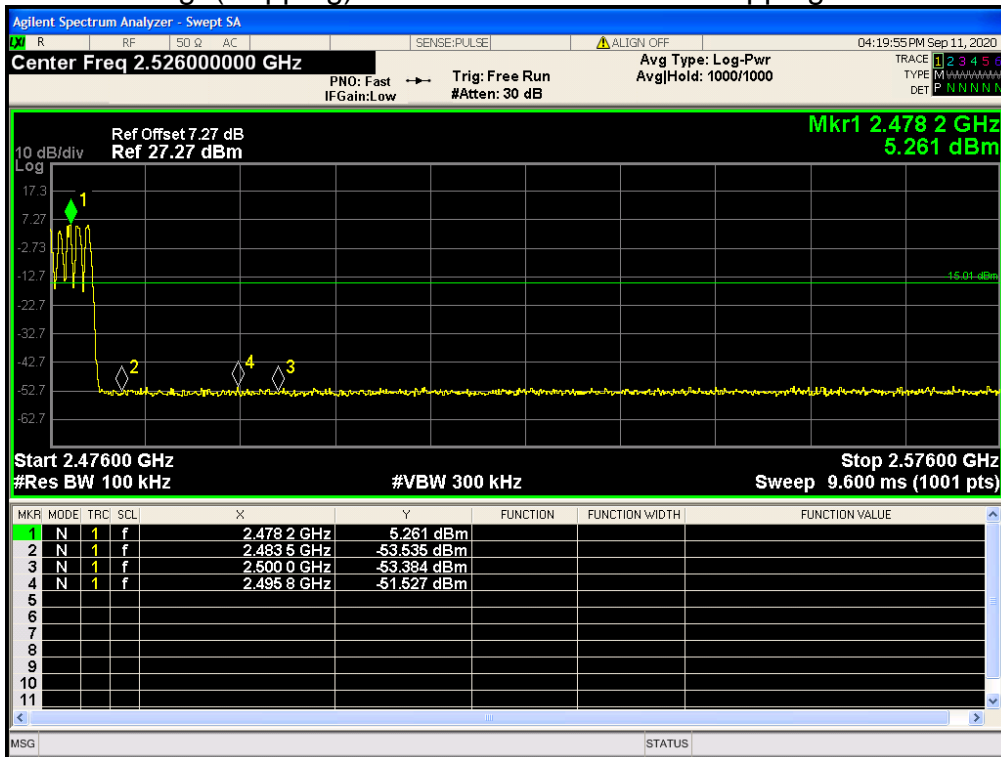 Agilent Spectrum Analyzer - Swept SA
LXI R RF 50 Ω AC SENSE:PULSE ALIGN OFF 04:19:55 PM Sep 11, 2020
Center Freq 2.526000000 GHz
Avg Type: Log-Pwr
TRACE 1 2 3 4 5 6
PNO: Fast Trig: Free Run Avg|Hold: 1000/1000
TYPE M
IFGain:Low #Atten: 30 dB
DET P N N N N N
Mkr1 2.478 2 GHz
5.261 dBm
Ref Offset 7.27 dB
10 dB/div Ref 27.27 dBm
Log
17.3
7.27
-2.73
-12.7
-22.7
-32.7
-42.7
-52.7
-62.7
1
-15.01 dBm
2
4
3
Start 2.47600 GHz Stop 2.57600 GHz
#Res BW 100 kHz #VBW 300 kHz Sweep 9.600 ms (1001 pts)
MKR MODE TRC SCL X Y FUNCTION FUNCTION WIDTH FUNCTION VALUE
1 N 1 f 2.478 2 GHz 5.261 dBm
2 N 1 f 2.483 5 GHz -53.535 dBm
3 N 1 f 2.500 0 GHz -53.384 dBm
4 N 1 f 2.495 8 GHz -51.527 dBm
5
6
7
8
9
10
11
MSG STATUS